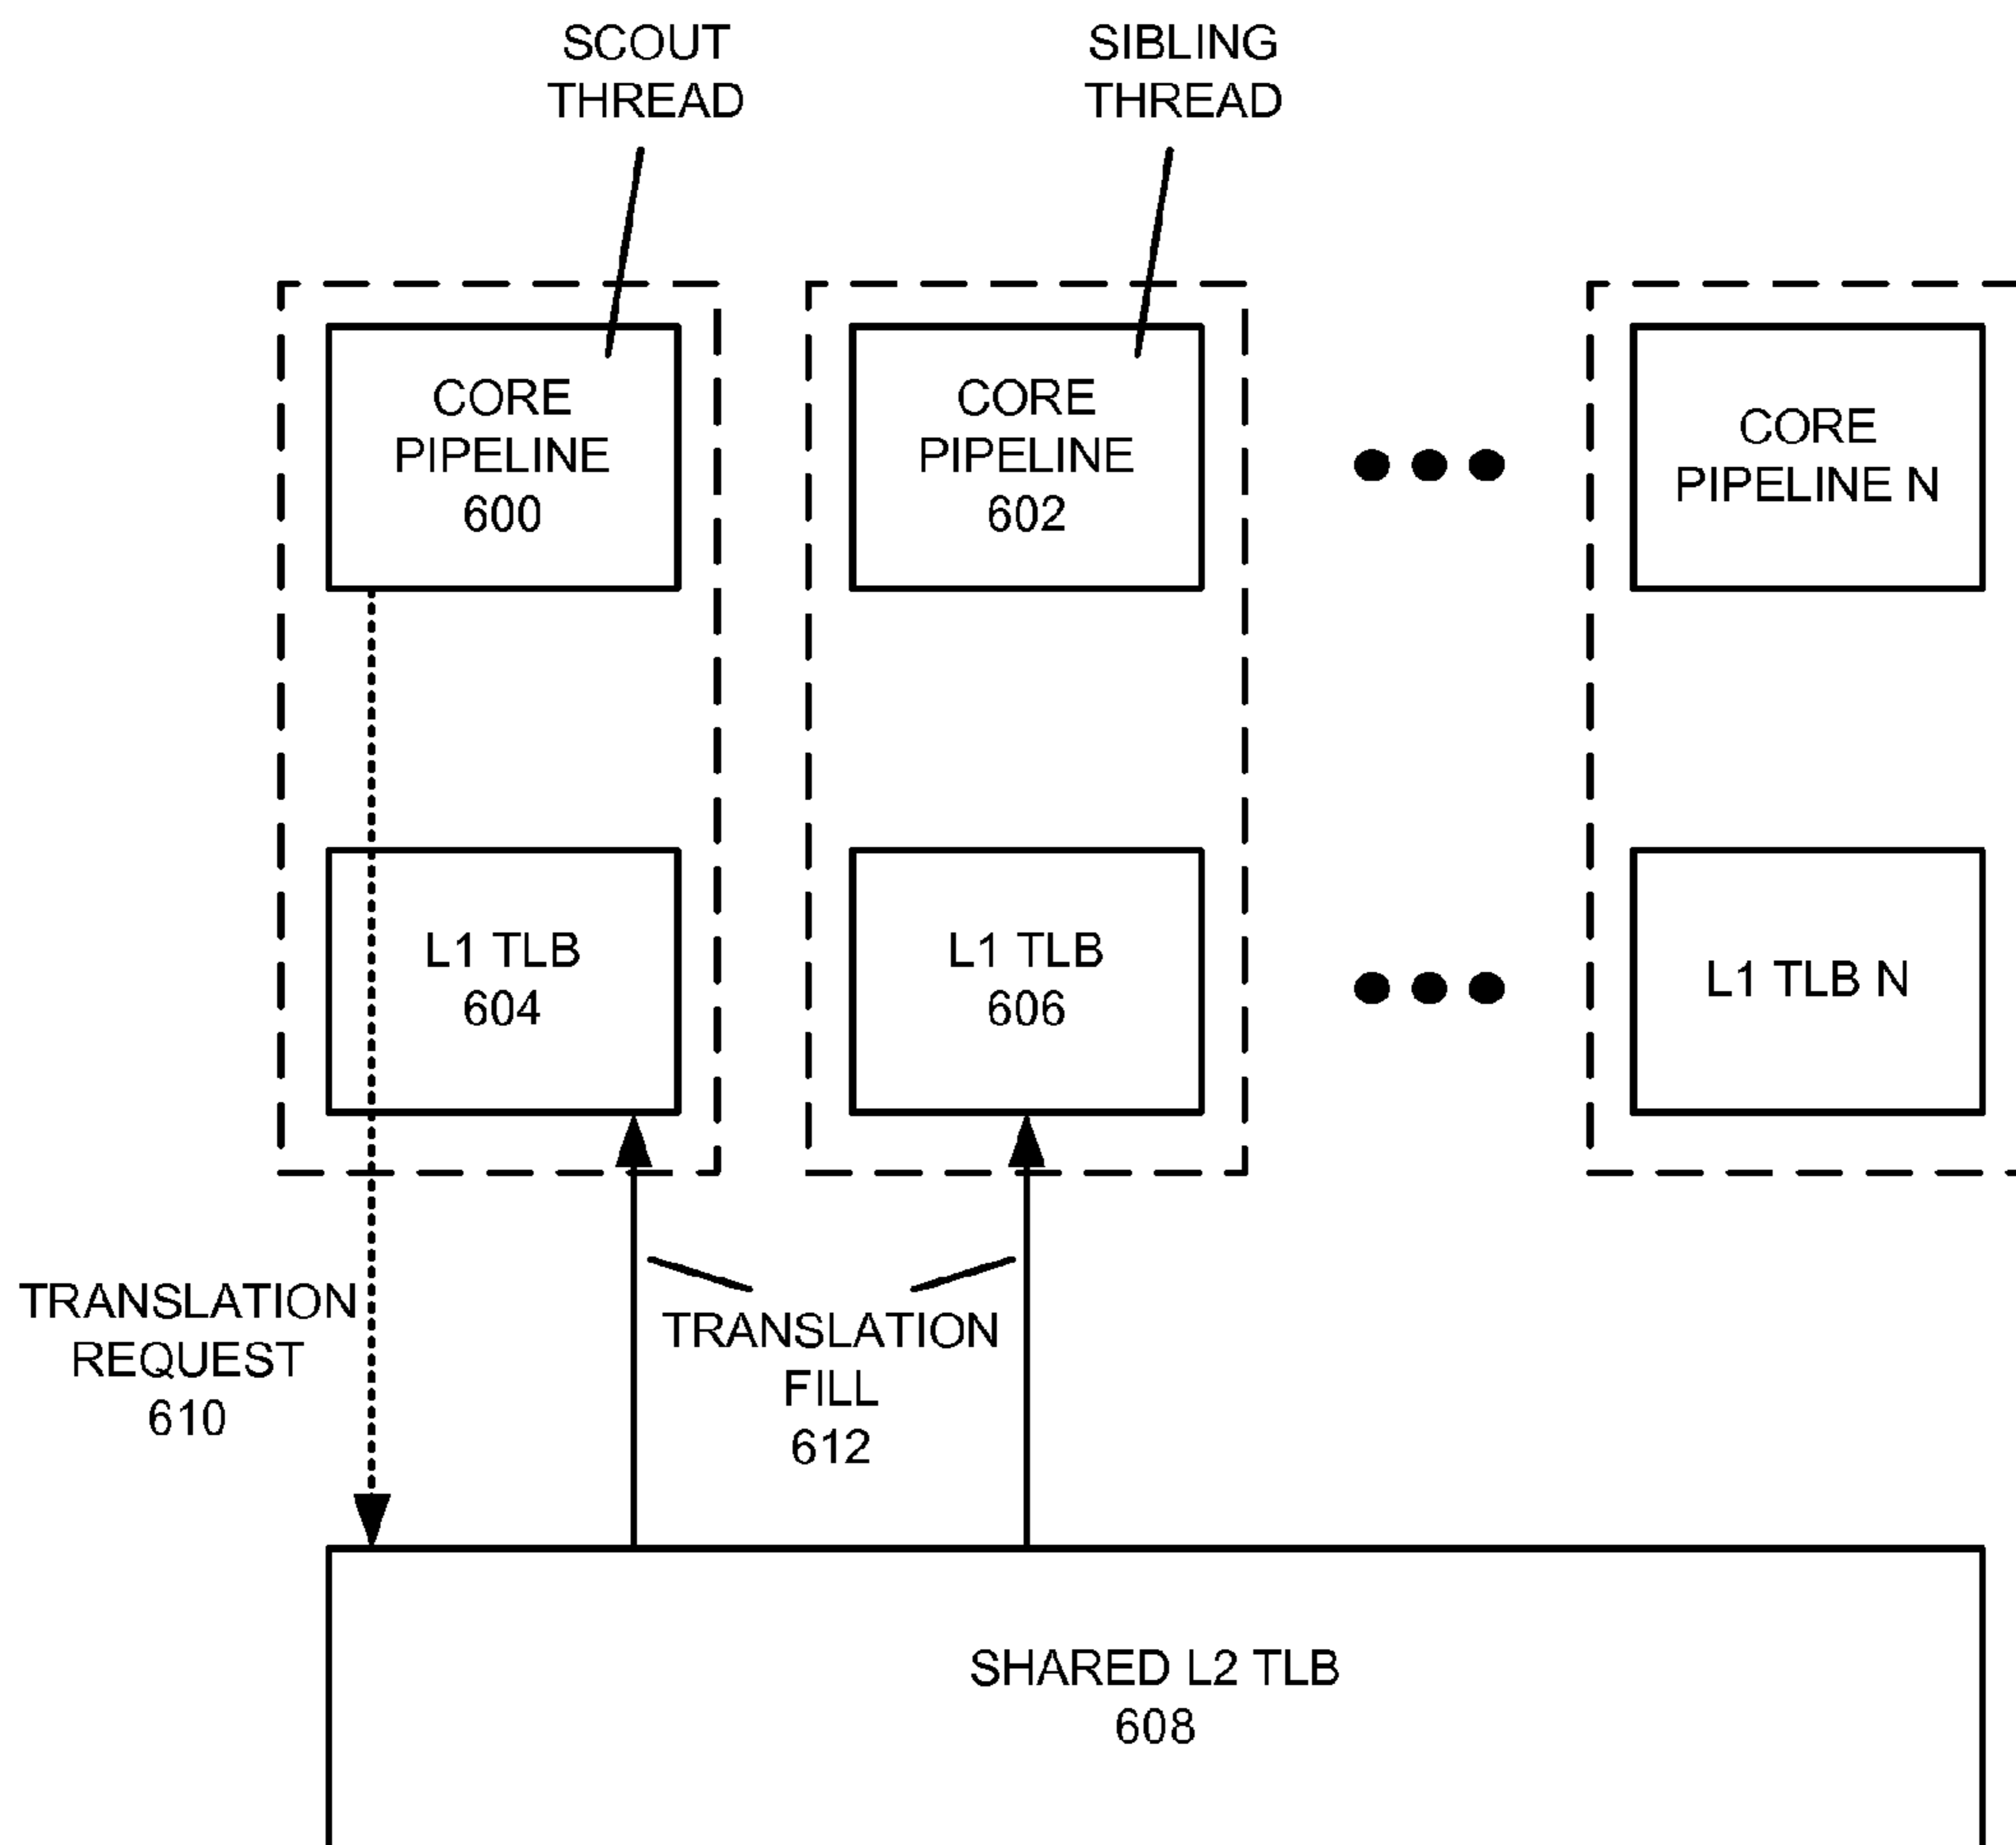 SCOUT
THREAD
SIBLING
THREAD
CORE
PIPELINE
600
CORE
PIPELINE
602
CORE
PIPELINE N
L1 TLB
604
L1 TLB
606
L1 TLB N
TRANSLATION
REQUEST
610
TRANSLATION
FILL
612
SHARED L2 TLB
608